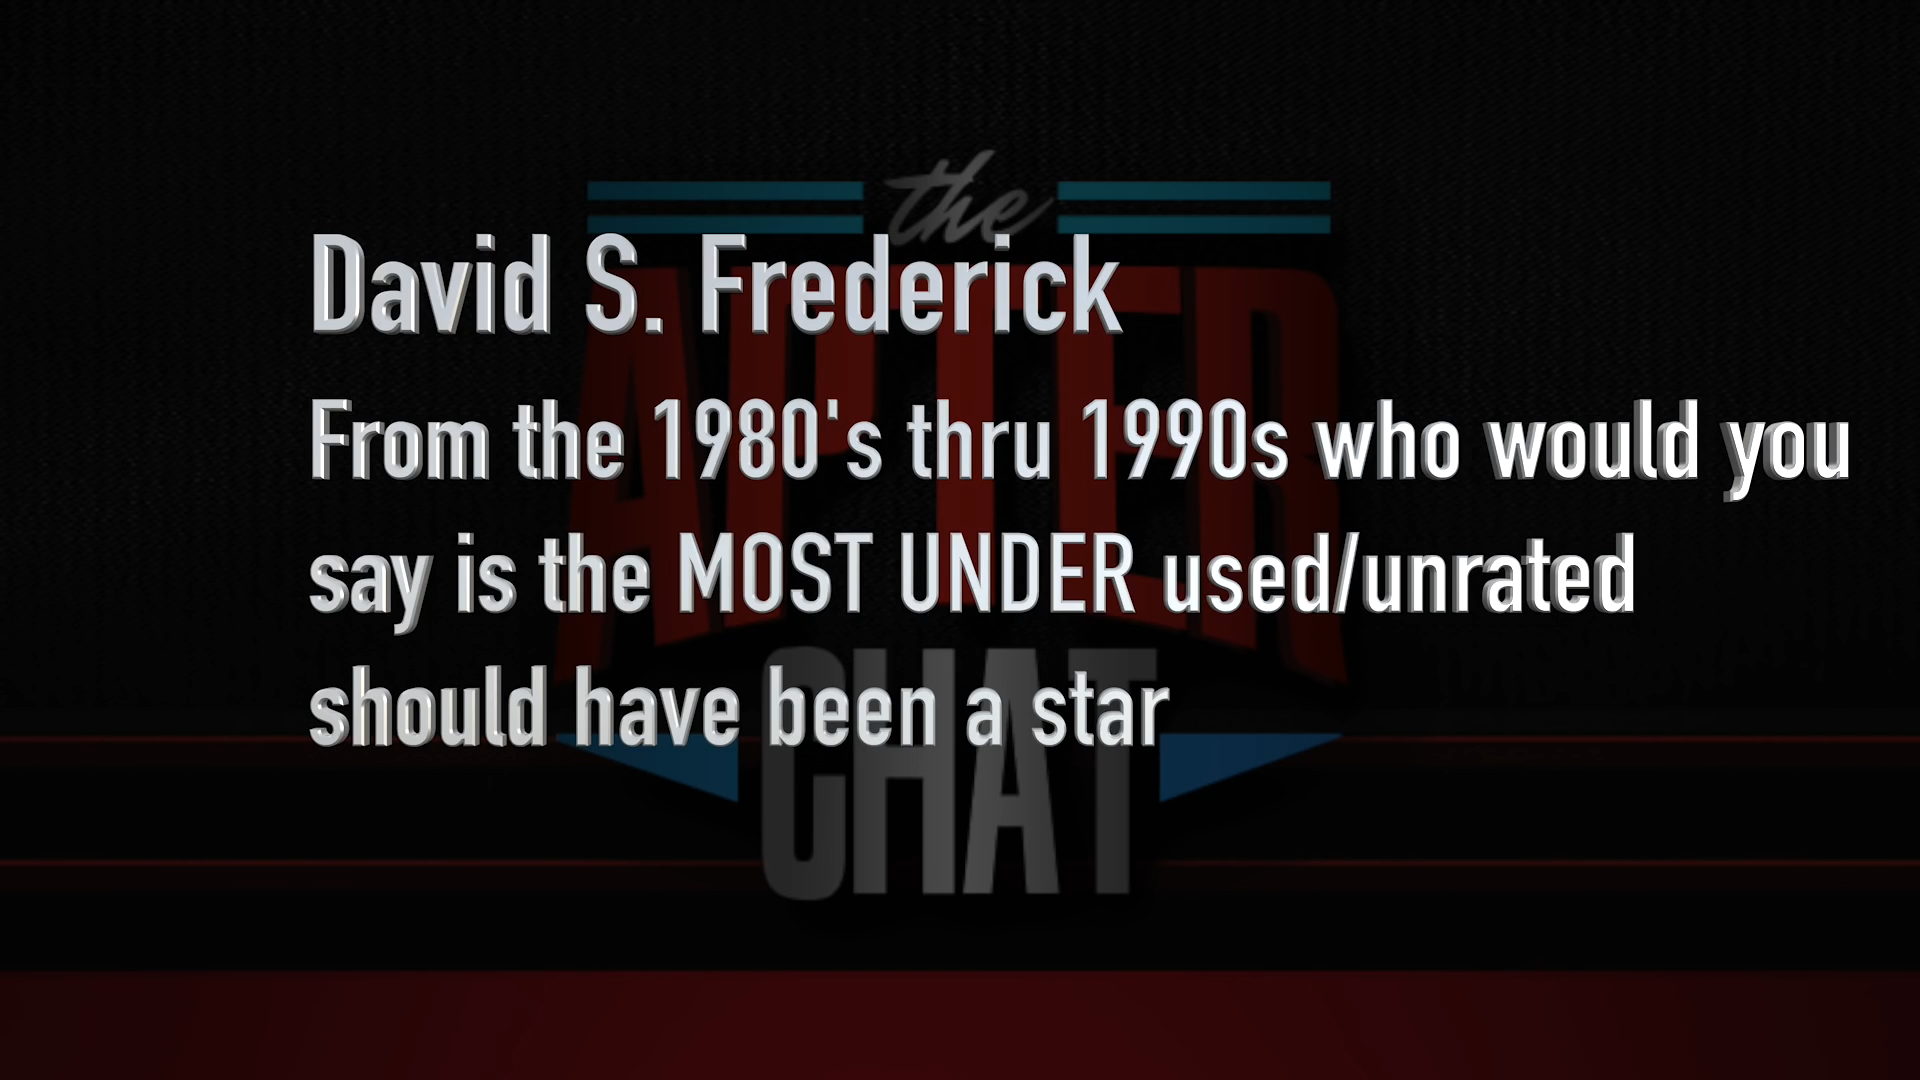 the
APTER
CHAT
David S. Frederick
From the 1980's thru 1990s who would you
say is the MOST UNDER used/unrated
should have been a star